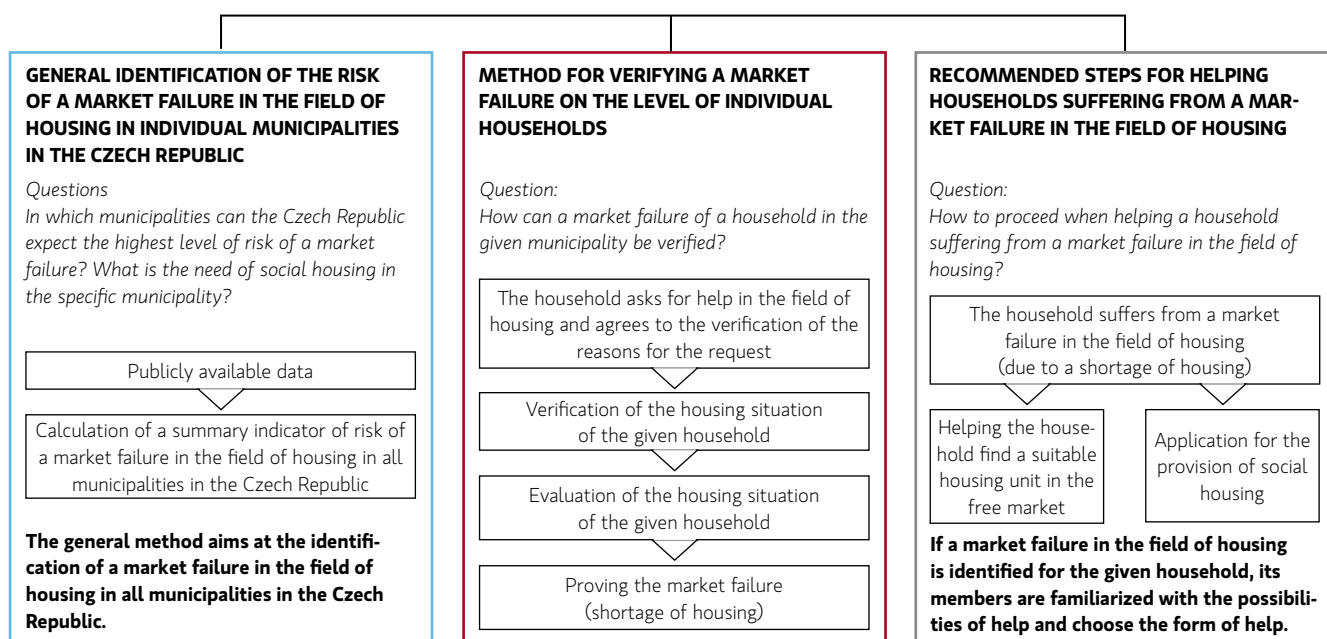 GENERAL IDENTIFICATION OF THE RISK
OF A MARKET FAILURE IN THE FIELD OF
HOUSING IN INDIVIDUAL MUNICIPALITIES
IN THE CZECH REPUBLIC
Questions
In which municipalities can the Czech Republic
expect the highest level of risk of a market
failure? What is the need of social housing in
the specific municipality?
Publicly available data
Calculation of a summary indicator of risk of
a market failure in the field of housing in all
municipalities in the Czech Republic
The general method aims at the identifi-
cation of a market failure in the field of
housing in all municipalities in the Czech
Republic.
METHOD FOR VERIFYING A MARKET
FAILURE ON THE LEVEL OF INDIVIDUAL
HOUSEHOLDS
Question:
How can a market failure of a household in the
given municipality be verified?
The household asks for help in the field of
housing and agrees to the verification of the
reasons for the request
Verification of the housing situation
of the given household
Evaluation of the housing situation
of the given household
Proving the market failure
(shortage of housing)
RECOMMENDED STEPS FOR HELPING
HOUSEHOLDS SUFFERING FROM A MAR-
KET FAILURE IN THE FIELD OF HOUSING
Question:
How to proceed when helping a household
suffering from a market failure in the field of
housing?
The household suffers from a market
failure in the field of housing
(due to a shortage of housing)
Helping the house-
hold find a suitable
housing unit in the
free market
Application for the
provision of social
housing
If a market failure in the field of housing
is identified for the given household, its
members are familiarized with the possibili-
ties of help and choose the form of help.